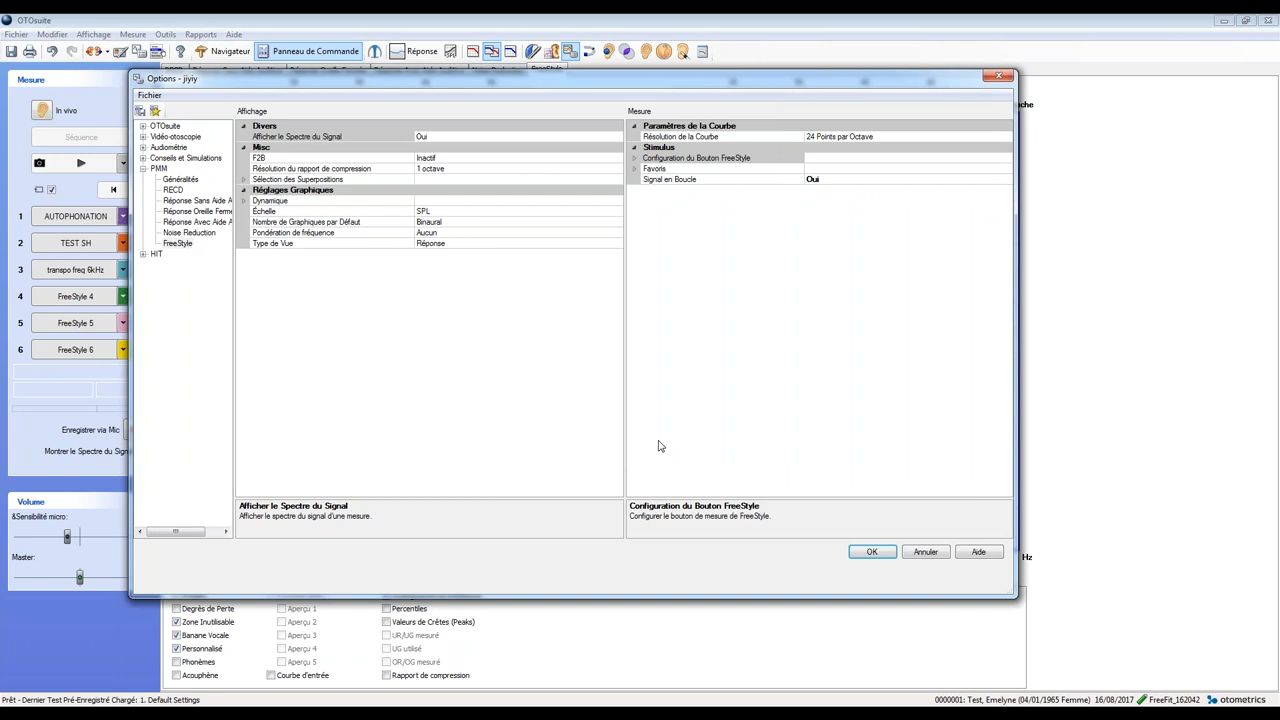 OTOsuite
Fichier Modifier Affichage Mesure Outils Rapports Aide
Navigateur Panneau de Commande Réponse
Mesure
In vivo
Séquence
1 AUTOPHONATION
2 TEST SH
3 transpo freq 6kHz
4 FreeStyle 4
5 FreeStyle 5
6 FreeStyle 6
Enregistrer via Mic
Montrer le Spectre du Sign
Volume
&Sensibilité micro:
Master:
Options - jiyiy
Fichier
OTOsuite
Vidéo-otoscopie
Audiométrie
Conseils et Simulations
PMM
Généralités
RECD
Réponse Sans Aide A
Réponse Oreille Ferme
Réponse Avec Aide A
Noise Reduction
FreeStyle
HIT
Affichage
Divers
Afficher le Spectre du Signal Oui
Misc
F2B Inactif
Résolution du rapport de compression 1 octave
Sélection des Superpositions
Réglages Graphiques
Dynamique
Échelle SPL
Nombre de Graphiques par Défaut Binaural
Pondération de fréquence Aucun
Type de Vue Réponse
Afficher le Spectre du Signal
Afficher le spectre du signal d'une mesure.
Mesure
Paramètres de la Courbe
Résolution de la Courbe 24 Points par Octave
Stimulus
Configuration du Bouton FreeStyle
Favoris
Signal en Boucle Oui
Configuration du Bouton FreeStyle
Configurer le bouton de mesure de FreeStyle.
OK Annuler Aide
anche
Hz
Degrès de Perte Aperçu 1 Percentiles
Zone Inutilisable Aperçu 2 Valeurs de Crêtes (Peaks)
Banane Vocale Aperçu 3 UR/UG mesuré
Personnalisé Aperçu 4 UG utilisé
Phonèmes Aperçu 5 OR/OG mesuré
Acouphène Courbe d'entrée Rapport de compression
Prêt - Dernier Test Pré-Enregistré Chargé: 1. Default Settings
0000001: Test, Emelyne (04/01/1965 Femme) 16/08/2017 FreeFit_162042 otometrics